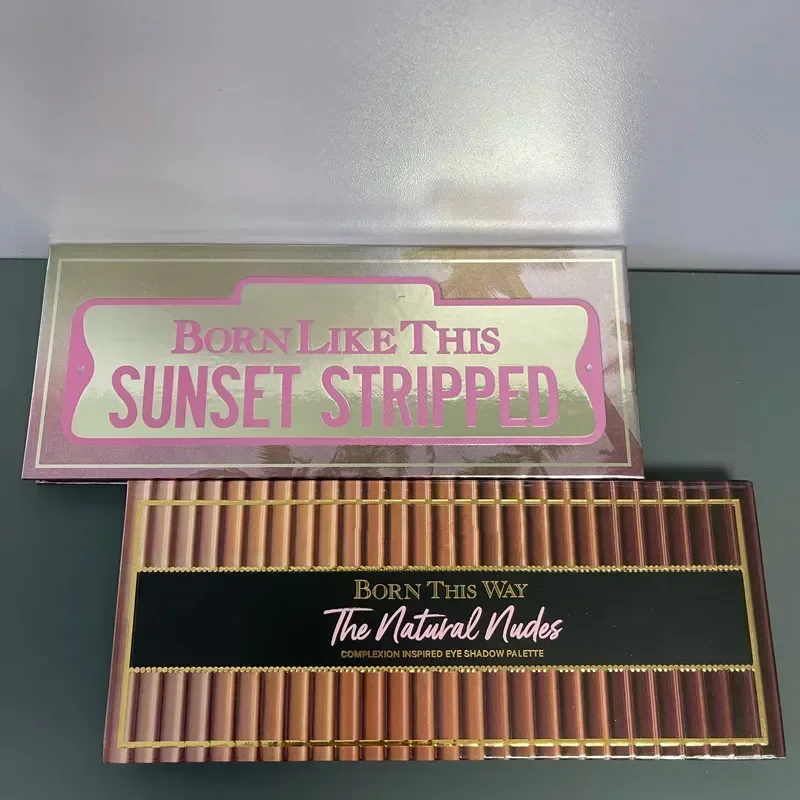 BORN LIKE THIS
SUNSET STRIPPED
BORN THIS WAY
The Natural Nudes
COMPLEXION INSPIRED EYE SHADOW PALETTE